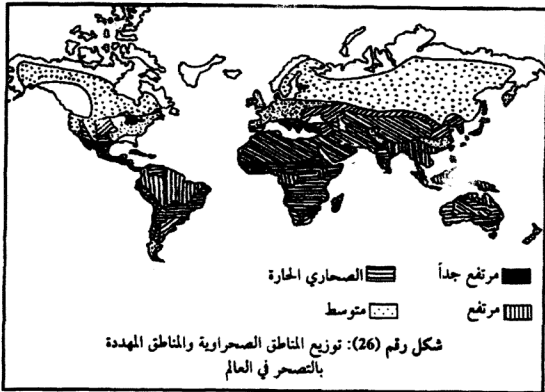 مرتفع جداً
الصحاري الحارة
مرتفع
متوسط
شكل رقم (26): توزيع المناطق الصحراوية والمناطق المهددة
بالتصحر في العالم